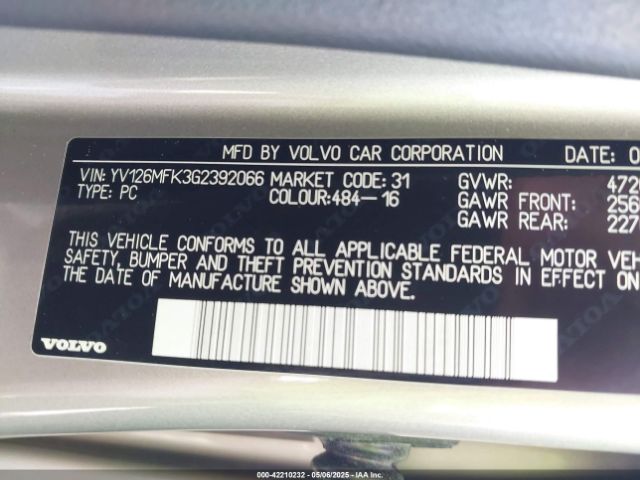 MFD BY VOLVO CAR CORPORATION DATE: 0
VIN: YV126MFK3G2392066 MARKET CODE: 31 GVWR: 472
TYPE: PC COLOUR:484-16 GAWR FRONT: 256
GAWR REAR: 227
THIS VEHICLE CONFORMS TO ALL APPLICABLE FEDERAL MOTOR VEH
SAFETY, BUMPER AND THEFT PREVENTION STANDARDS IN EFFECT ON
THE DATE OF MANUFACTURE SHOWN ABOVE.
VOLVO
000-42210232 - 05/06/2025 - IAA Inc.